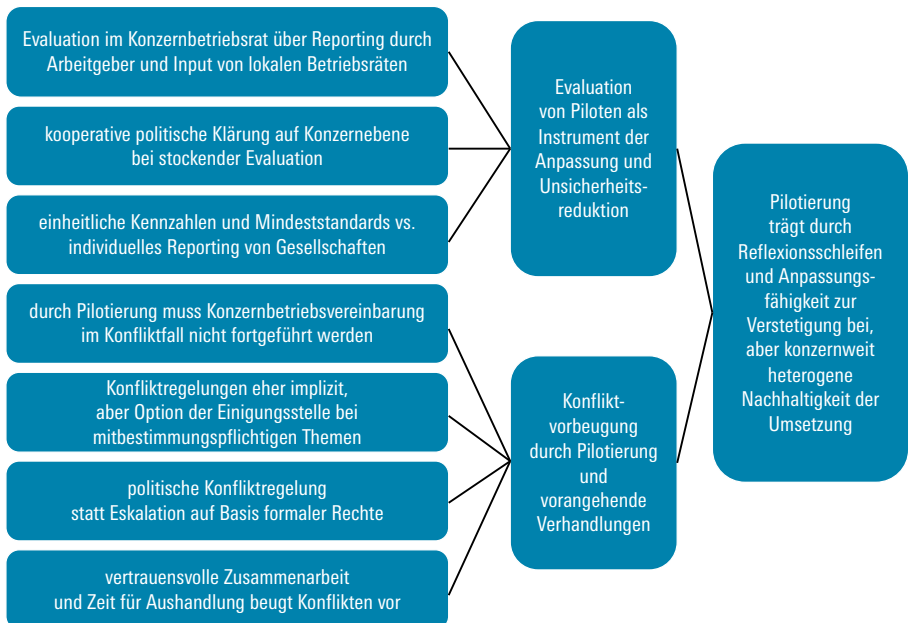 Evaluation im Konzernbetriebsrat über Reporting durch
Arbeitgeber und Input von lokalen Betriebsräten
kooperative politische Klärung auf Konzernebene
bei stockender Evaluation
einheitliche Kennzahlen und Mindeststandards vs.
individuelles Reporting von Gesellschaften
durch Pilotierung muss Konzernbetriebsvereinbarung
im Konfliktfall nicht fortgeführt werden
Konfliktregelungen eher implizit,
aber Option der Einigungsstelle bei
mitbestimmungspflichtigen Themen
politische Konfliktregelung
statt Eskalation auf Basis formaler Rechte
vertrauensvolle Zusammenarbeit
und Zeit für Aushandlung beugt Konflikten vor
Evaluation
von Piloten als
Instrument der
Anpassung und
Unsicherheits-
reduktion
Konflikt-
vorbeugung
durch Pilotierung
und
vorangehende
Verhandlungen
Pilotierung
trägt durch
Reflexionsschleifen
und Anpassungs-
fähigkeit zur
Verstetigung bei,
aber konzernweit
heterogene
Nachhaltigkeit der
Umsetzung